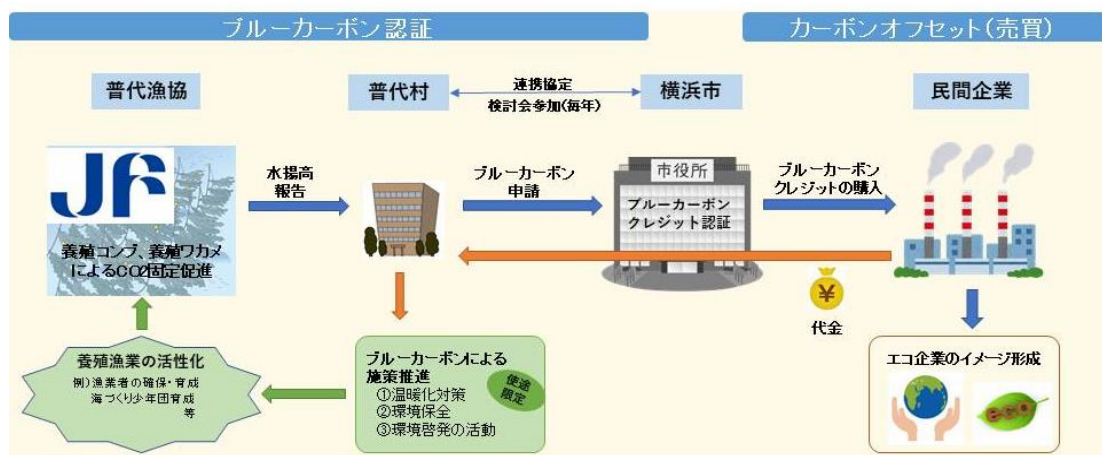 ブルーカーボン認証
カーボンオフセット(売買)
普代漁協
普代村
連携協定
検討会参加(毎年)
横浜市
民間企業
JF
養殖コンブ、養殖ワカメ
によるCO2固定促進
水揚高
報告
ブルーカーボン
申請
市役所
ブルーカーボン
クレジット認証
ブルーカーボン
クレジットの購入
¥
代金
養殖漁業の活性化
例)漁業者の確保・育成
海づくり少年団育成
等
ブルーカーボンによる
施策推進
①温暖化対策
②環境保全
③環境啓発の活動
使途
限定
エコ企業のイメージ形成
eco